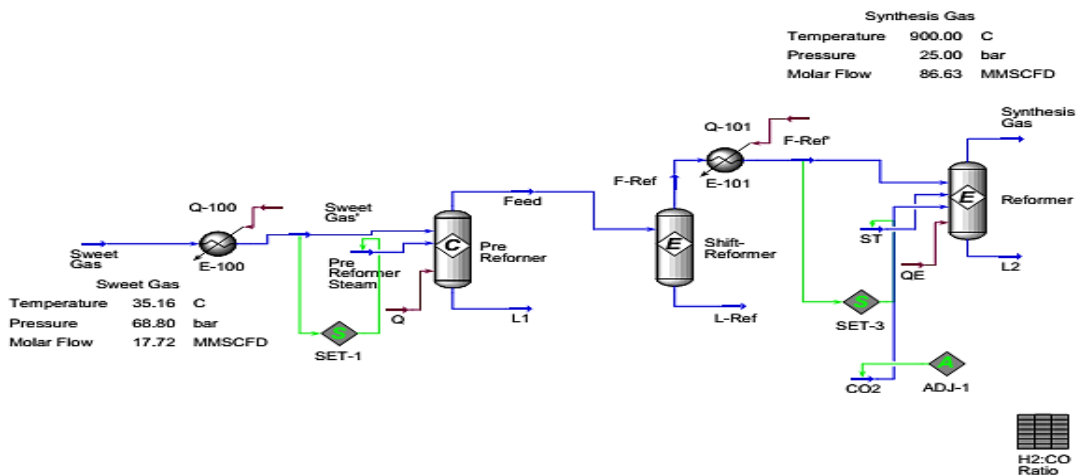 Synthesis Gas
Temperature 900.00 C
Pressure 25.00 bar
Molar Flow 86.63 MMSCFD
Synthesis
Gas
Q-101
F-Ref'
F-Ref
E-101
E
Reformer
Q-100
Sweet
Gas'
Feed
Sweet
Gas
E-100
C
Pre
Reforner
Pre
Reformer
Steam
E
Shift-
Reformer
ST
QE
L2
Sweet Gas
Temperature 35.16 C
Pressure 68.80 bar
Molar Flow 17.72 MMSCFD
Q
L1
L-Ref
S
SET-1
S
SET-3
CO2
A
ADJ-1
H2:CO
Ratio